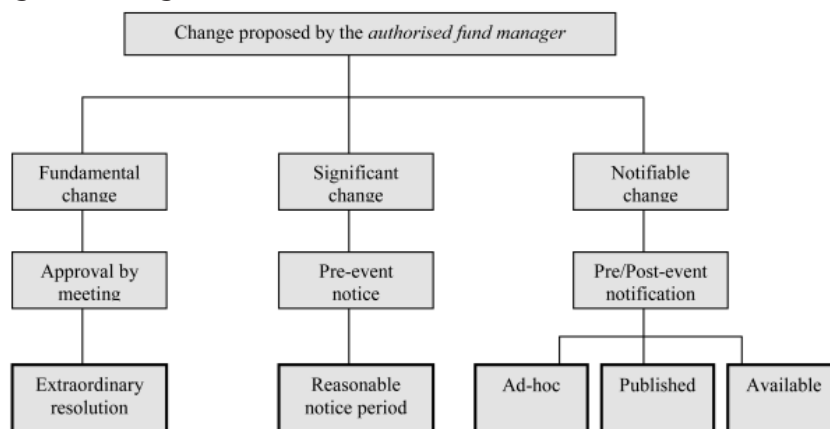 Change proposed by the authorised fund manager
Fundamental
change
Significant
change
Notifiable
change
Approval by
meeting
Pre-event
notice
Pre/Post-event
notification
Extraordinary
resolution
Reasonable
notice period
Ad-hoc
Published
Available